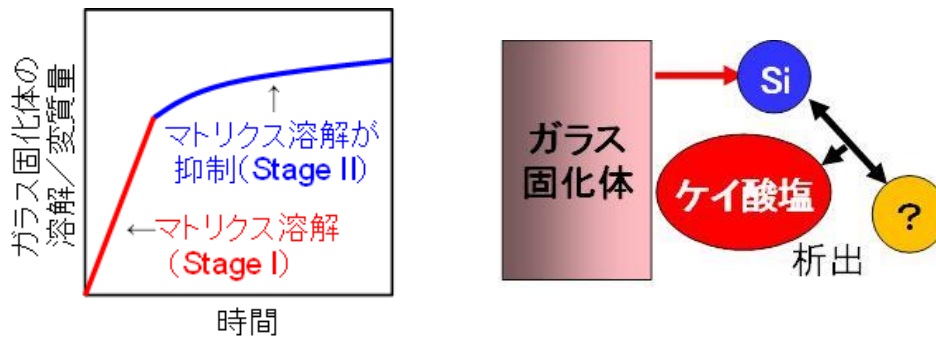 ガラス固化体の
溶解／変質量
↑
マトリクス溶解が
抑制(Stage II)
←マトリクス溶解
(Stage I)
時間
ガラス
固化体
Si
ケイ酸塩
?
析出